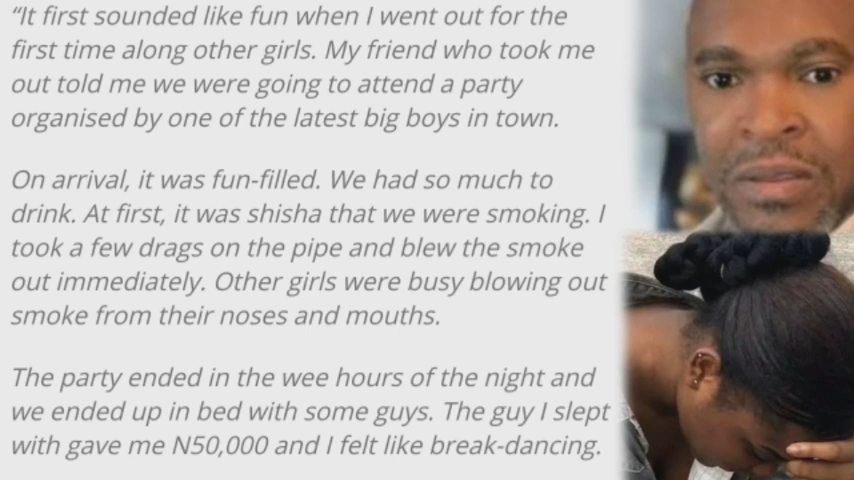 “It first sounded like fun when I went out for the
first time along other girls. My friend who took me
out told me we were going to attend a party
organised by one of the latest big boys in town.
On arrival, it was fun-filled. We had so much to
drink. At first, it was shisha that we were smoking. I
took a few drags on the pipe and blew the smoke
out immediately. Other girls were busy blowing out
smoke from their noses and mouths.
The party ended in the wee hours of the night and
we ended up in bed with some guys. The guy I slept
with gave me N50,000 and I felt like break-dancing.